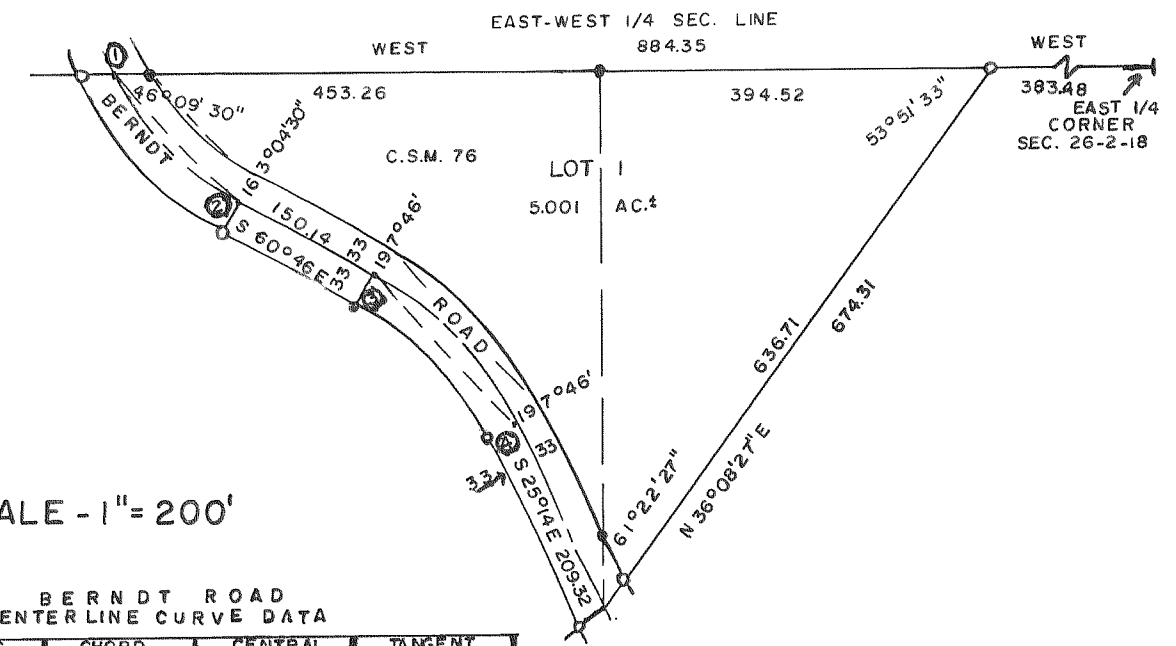 EAST-WEST 1/4 SEC. LINE
WEST 884.35 WEST
①
46°09'30" 453.26 394.52 53°51'33" 383.48
EAST 1/4
CORNER
SEC. 26-2-18
BERNDT
163°04'30"
C.S.M. 76
LOT 1
5.001 AC.±
②
150.14
S 60°46 E
33
33
197°46'
③
ROAD
636.71
674.31
197°46'
④
33
33
S 25°14 E 209.32
61°22'27"
N 36°08'27" E
ALE - 1" = 200'
BERNDT ROAD
ENTERLINE CURVE DATA
CHORD CENTRAL TANGENT